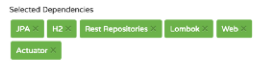 Selected Dependencies
JPA × H2 × Rest Repositories × Lombok × Web ×
Actuator ×